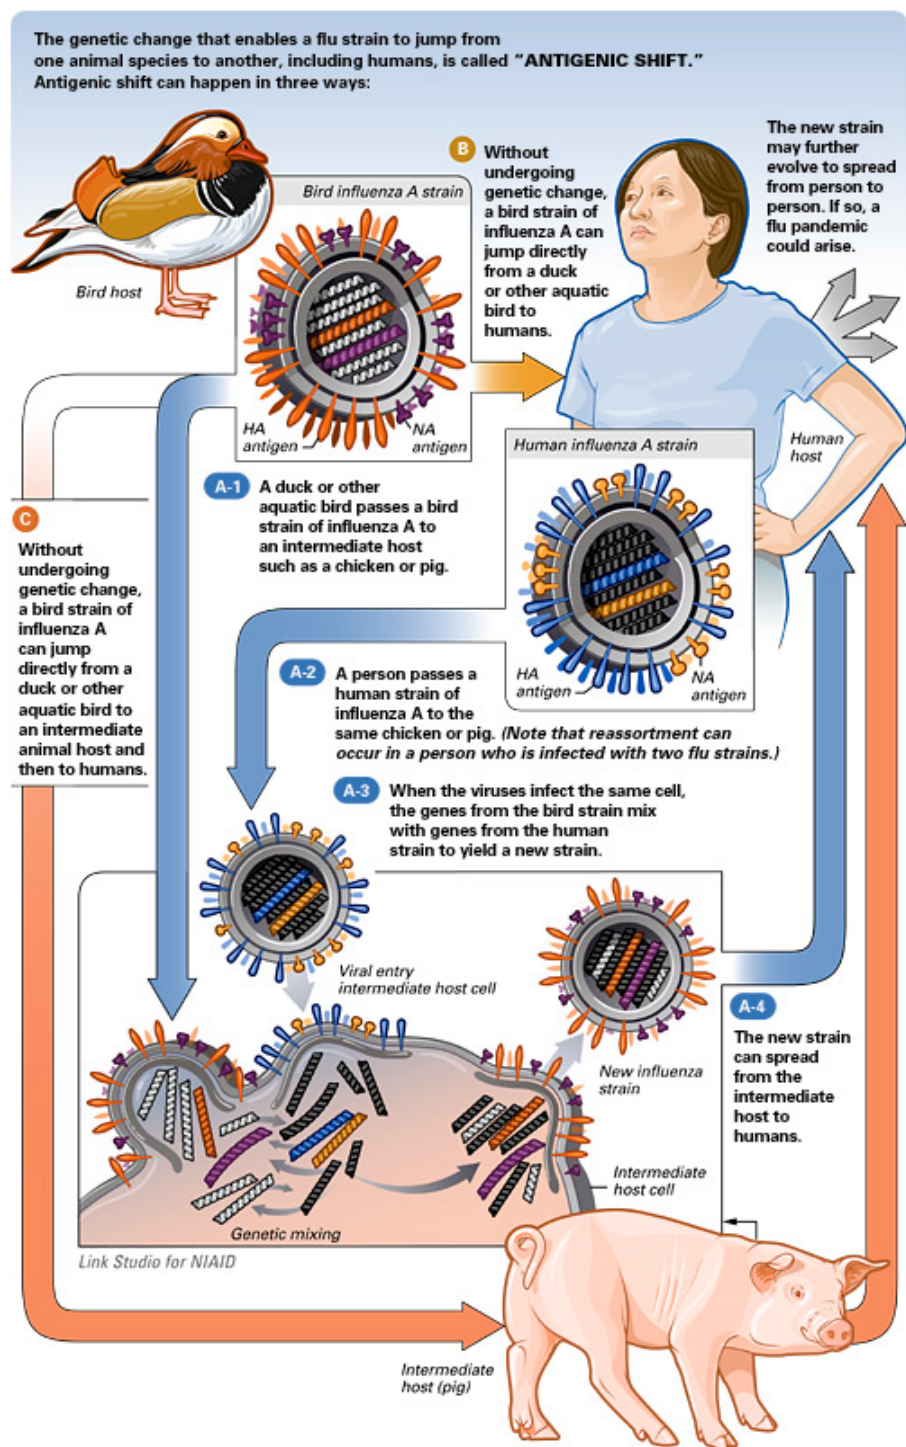 The genetic change that enables a flu strain to jump from
one animal species to another, including humans, is called "ANTIGENIC SHIFT."
Antigenic shift can happen in three ways:
Bird host
Bird influenza A strain
HA
antigen
NA
antigen
B
Without
undergoing
genetic change,
a bird strain of
influenza A can
jump directly
from a duck
or other aquatic
bird to
humans.
The new strain
may further
evolve to spread
from person to
person. If so, a
flu pandemic
could arise.
Human
host
Human influenza A strain
HA
antigen
NA
antigen
A-1
A duck or other
aquatic bird passes a bird
strain of influenza A to
an intermediate host
such as a chicken or pig.
C
Without
undergoing
genetic change,
a bird strain of
influenza A
can jump
directly from a
duck or other
aquatic bird to
an intermediate
animal host and
then to humans.
A-2
A person passes a
human strain of
influenza A to the
same chicken or pig. (Note that reassortment can
occur in a person who is infected with two flu strains.)
A-3
When the viruses infect the same cell,
the genes from the bird strain mix
with genes from the human
strain to yield a new strain.
Viral entry
intermediate host cell
New influenza
strain
A-4
The new strain
can spread
from the
intermediate
host to
humans.
Intermediate
host cell
Genetic mixing
Link Studio for NIAID
Intermediate
host (pig)